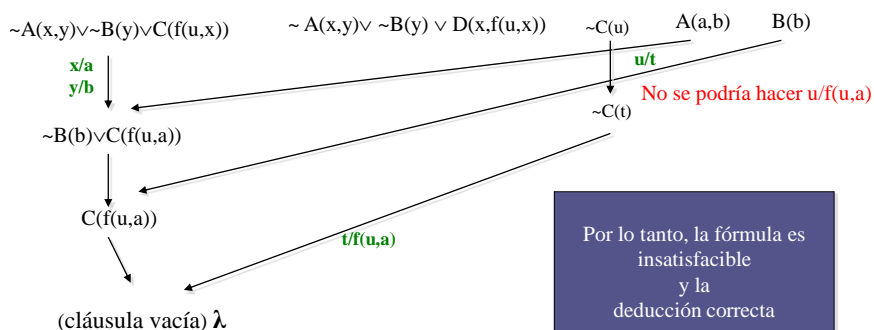 ~A(x,y)∨~B(y)∨C(f(u,x))
~ A(x,y)∨ ~B(y) ∨ D(x,f(u,x))
~C(u)
A(a,b)
B(b)
x/a
y/b
u/t
No se podría hacer u/f(u,a)
~C(t)
~B(b)∨C(f(u,a))
C(f(u,a))
t/f(u,a)
Por lo tanto, la fórmula es
insatisfacible
y la
deducción correcta
(cláusula vacía) λ